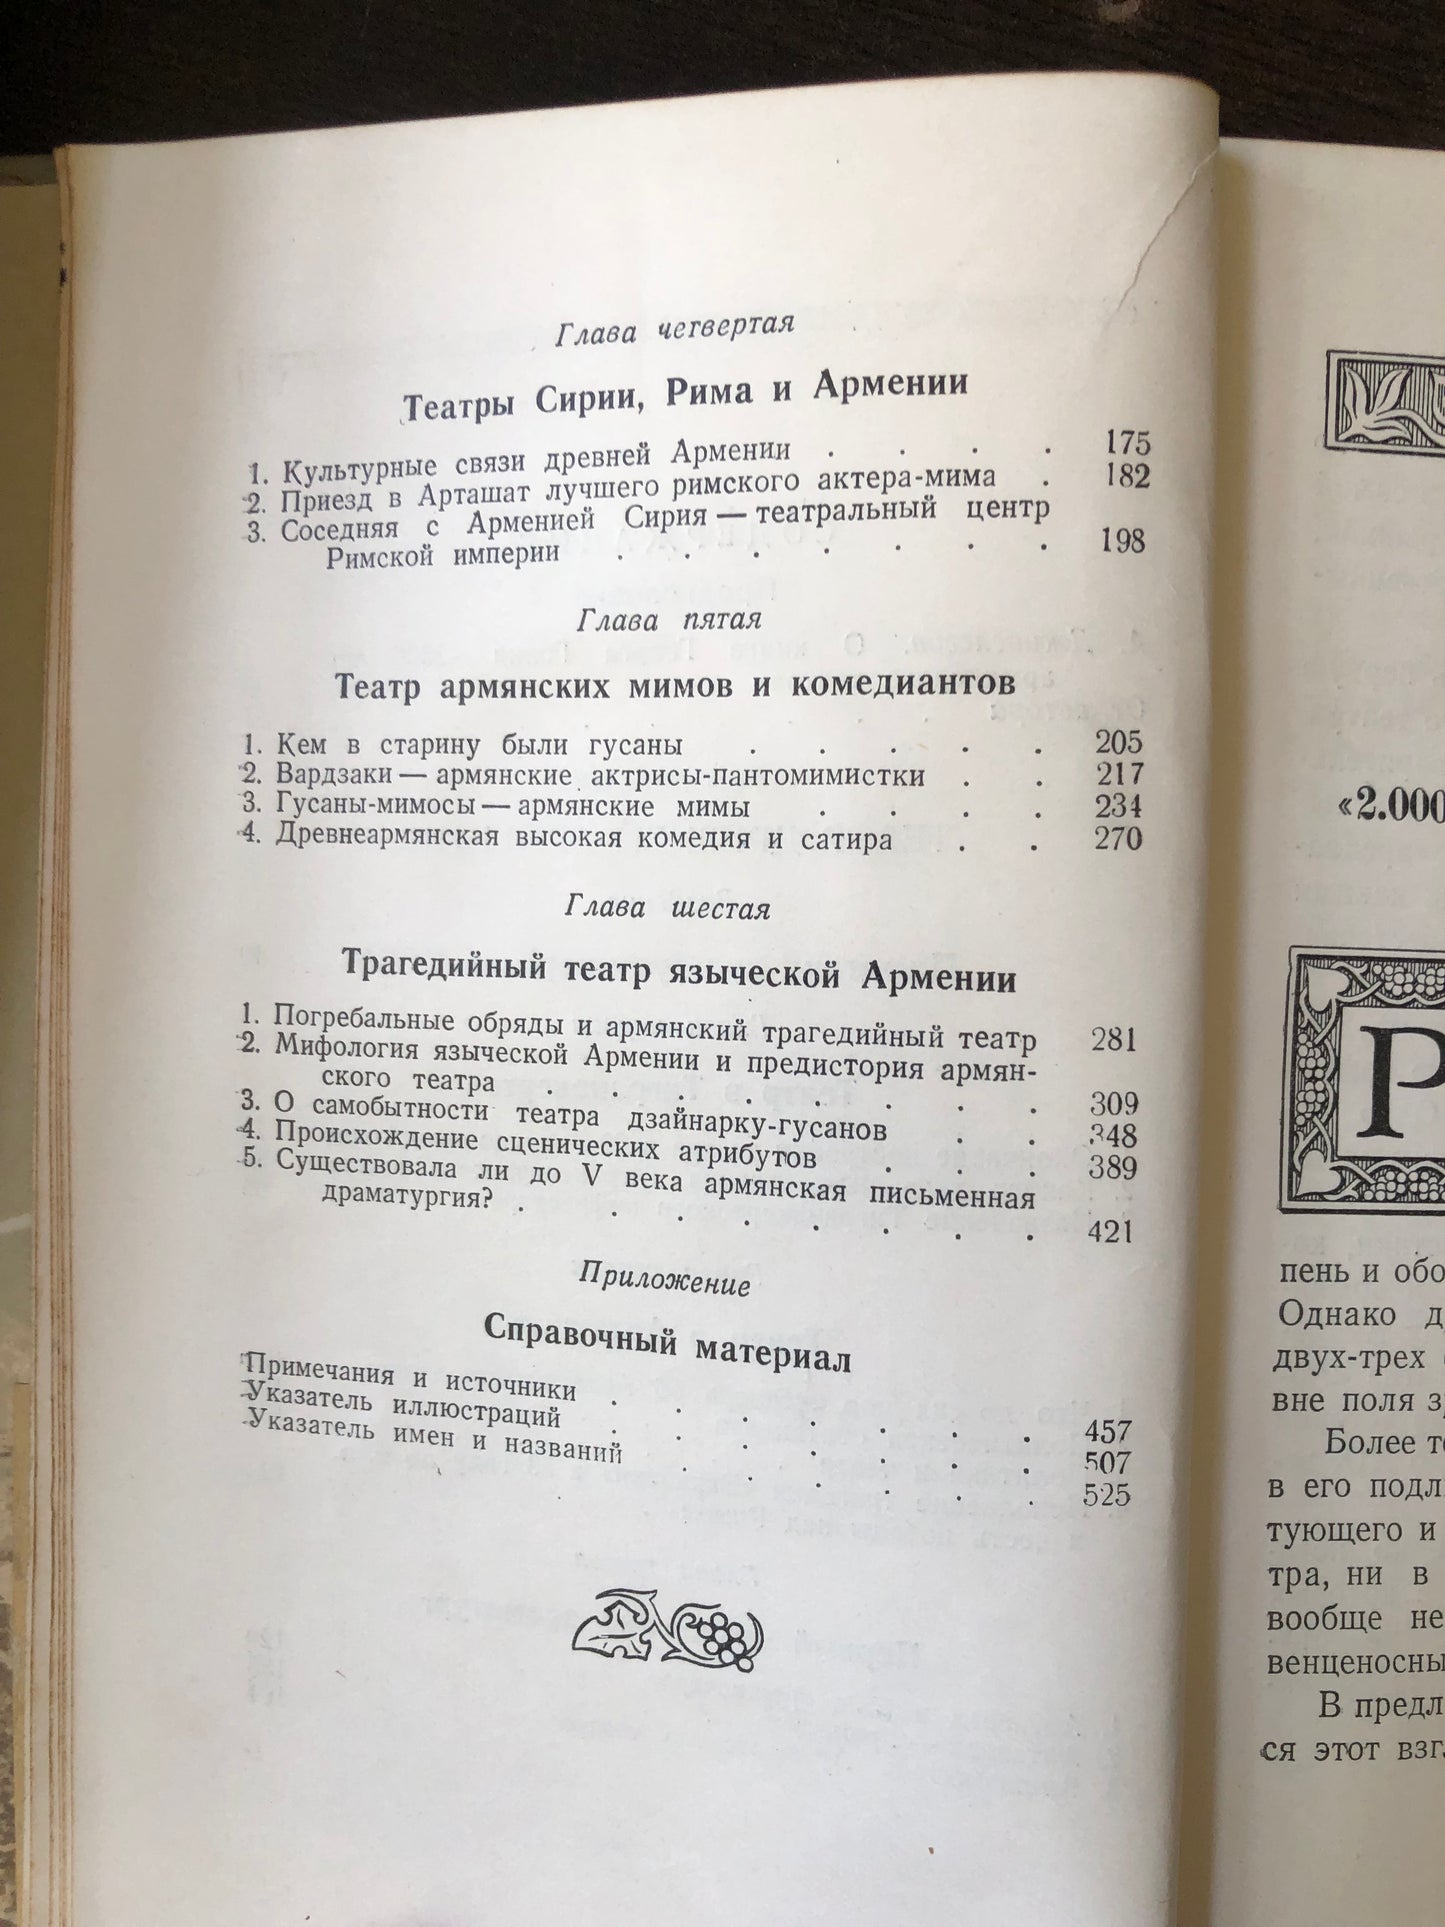 Глава четвертая
Театры Сирии, Рима и Армении
1. Культурные связи древней Армении . . . . 175
2. Приезд в Арташат лучшего римского актера-мима . 182
3. Соседняя с Арменией Сирия — театральный центр
Римской империи . . . . . . . 198
Глава пятая
Театр армянских мимов и комедиантов
1. Кем в старину были гусаны . . . . . 205
2. Вардзаки — армянские актрисы-пантомимистки . . 217
3. Гусаны-мимосы — армянские мимы . . . . 234
4. Древнеармянская высокая комедия и сатира . . 270
Глава шестая
Трагедийный театр языческой Армении
1. Погребальные обряды и армянский трагедийный театр 281
2. Мифология языческой Армении и предистория армян-
ского театра . . . . . . . . 309
3. О самобытности театра дзайнарку-гусанов . . 348
4. Происхождение сценических атрибутов . . . 389
5. Существовала ли до V века армянская письменная
драматургия? . . . . . . . . 421
Приложение
Справочный материал
Примечания и источники . . . . . . . 457
Указатель иллюстраций . . . . . . . 507
Указатель имен и названий . . . . . . 525
«2.000
Р
пень и обо
Однако д
двух-трех
вне поля з
Более т
в его подл
тующего и
тра, ни в
вообще не
венценосны
В предл
ся этот взг